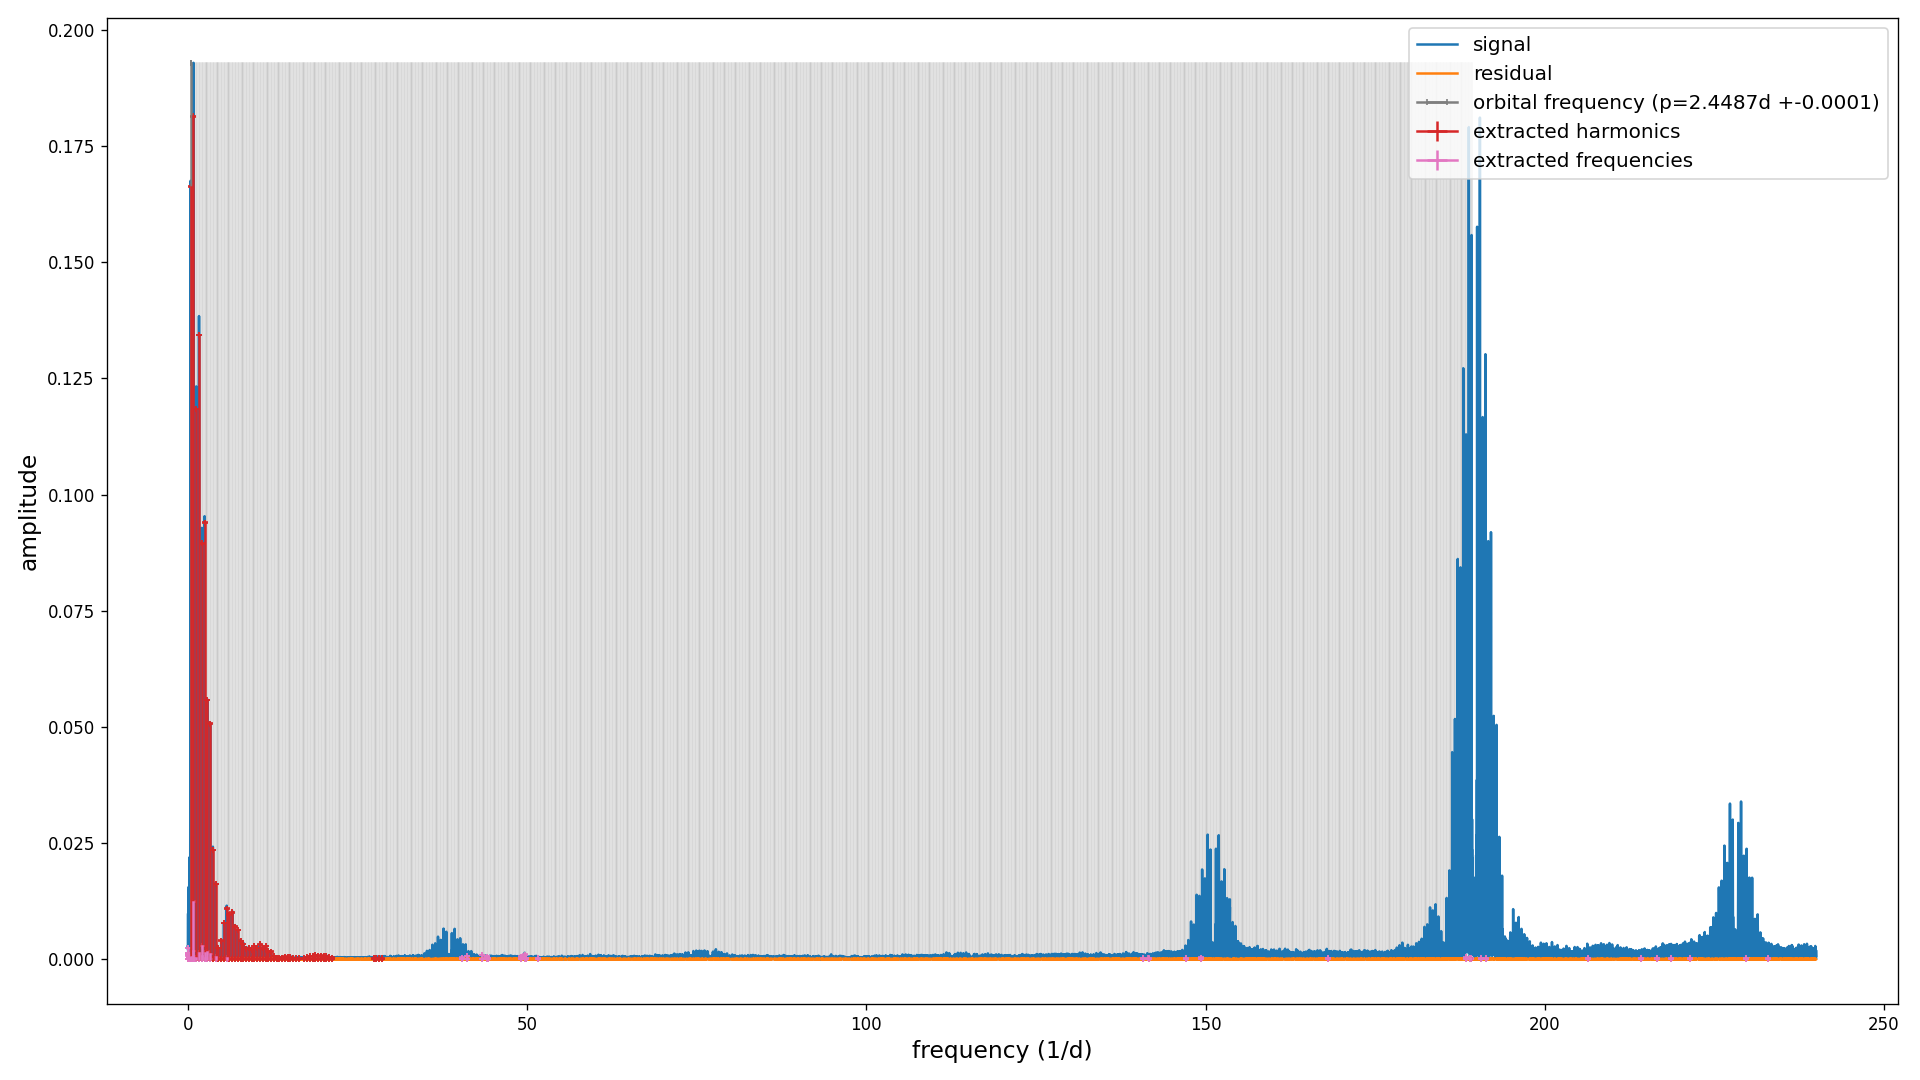 0.200
0.175
0.150
0.125
0.100
0.075
0.050
0.025
0.000
amplitude
0
50
100
150
200
250
frequency (1/d)
signal
residual
orbital frequency (p=2.4487d +-0.0001)
extracted harmonics
extracted frequencies